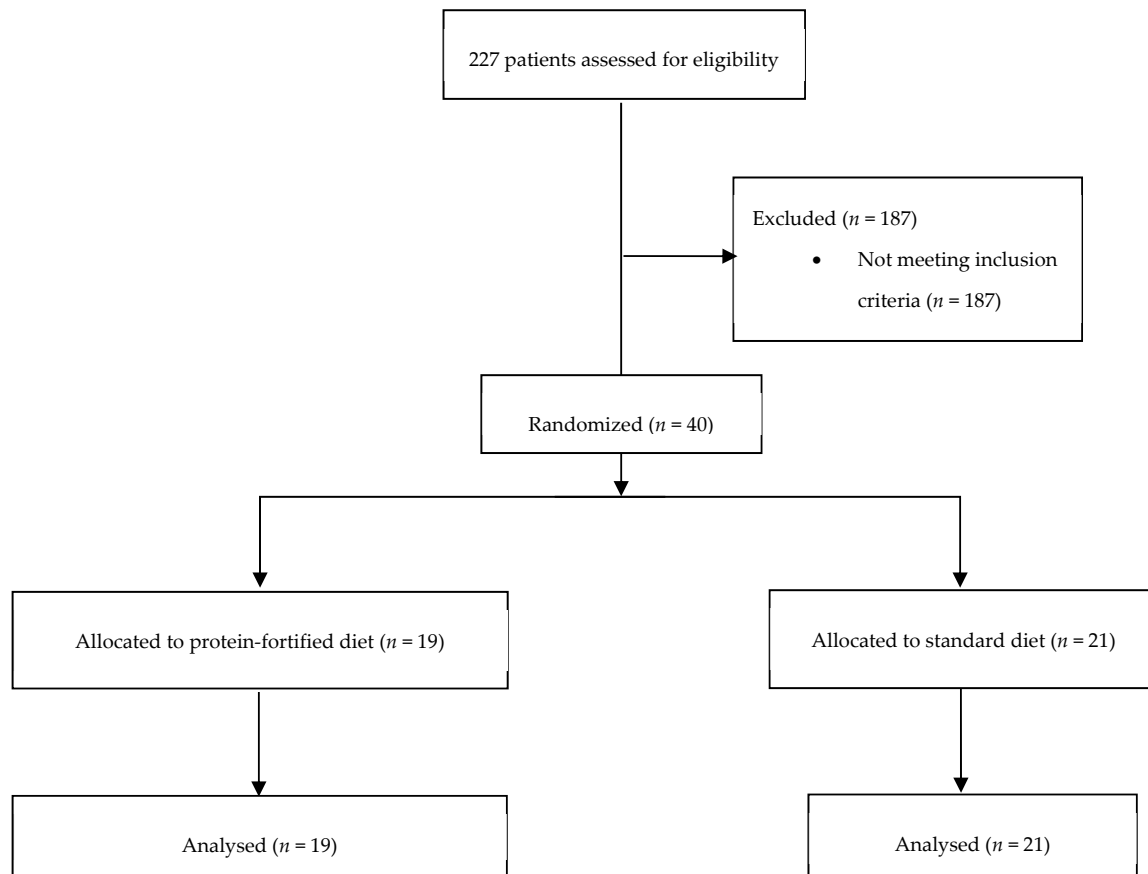 227 patients assessed for eligibility
Excluded (n = 187)
• Not meeting inclusion
criteria (n = 187)
Randomized (n = 40)
Allocated to protein-fortified diet (n = 19)
Allocated to standard diet (n = 21)
Analysed (n = 19)
Analysed (n = 21)